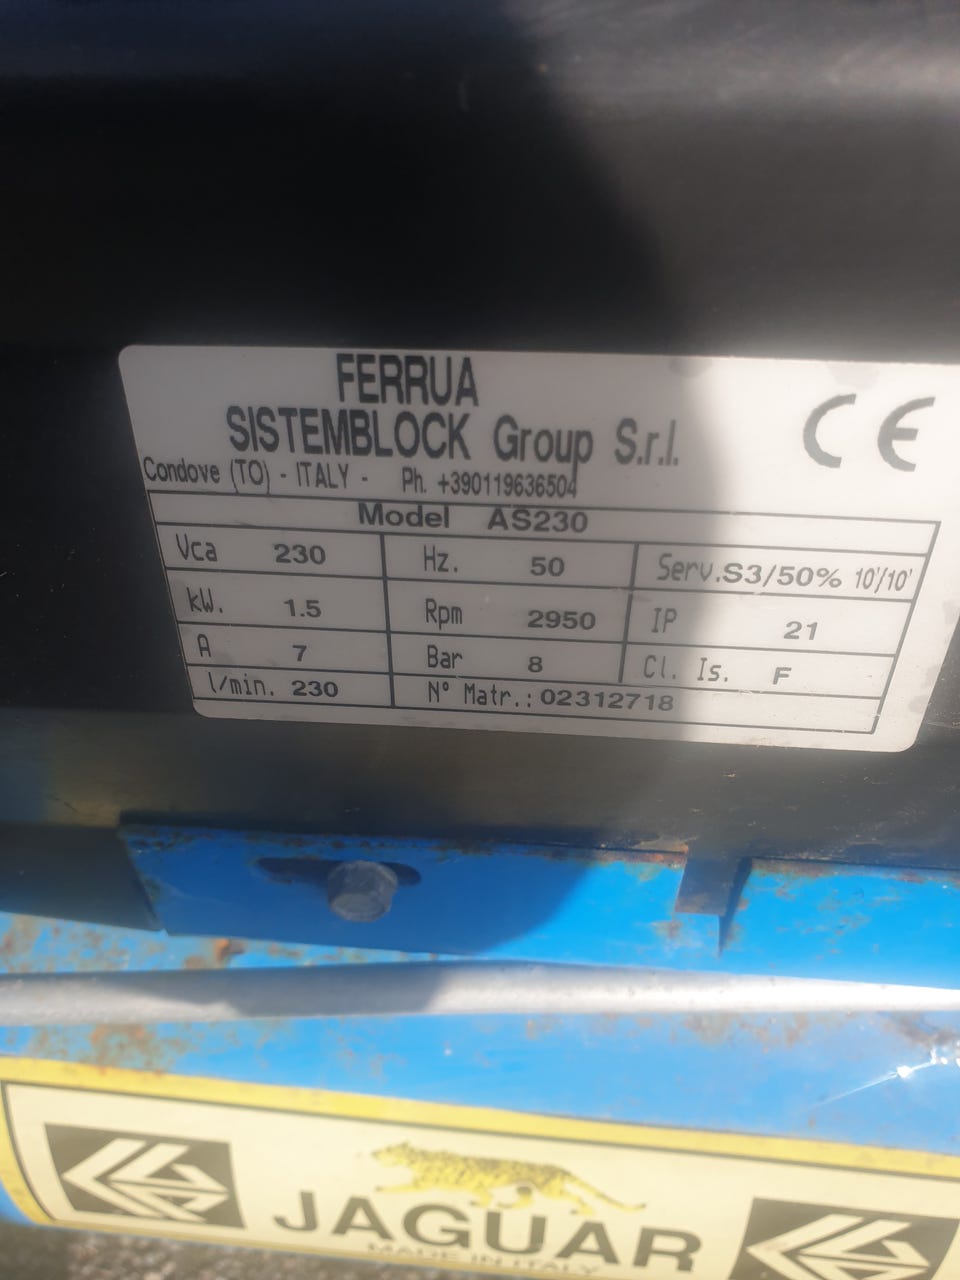 FERRUA
SISTEMBLOCK Group S.r.l.
CE
Condove (TO) - ITALY - Ph. +390119636504
Model AS230
Vca 230 Hz. 50 Serv.S3/50% 10'/10'
kW. 1.5 Rpm 2950 IP 21
A 7 Bar 8 Cl. Is. F
l/min. 230 N° Matr.: 02312718
JAGUAR
MADE IN ITALY